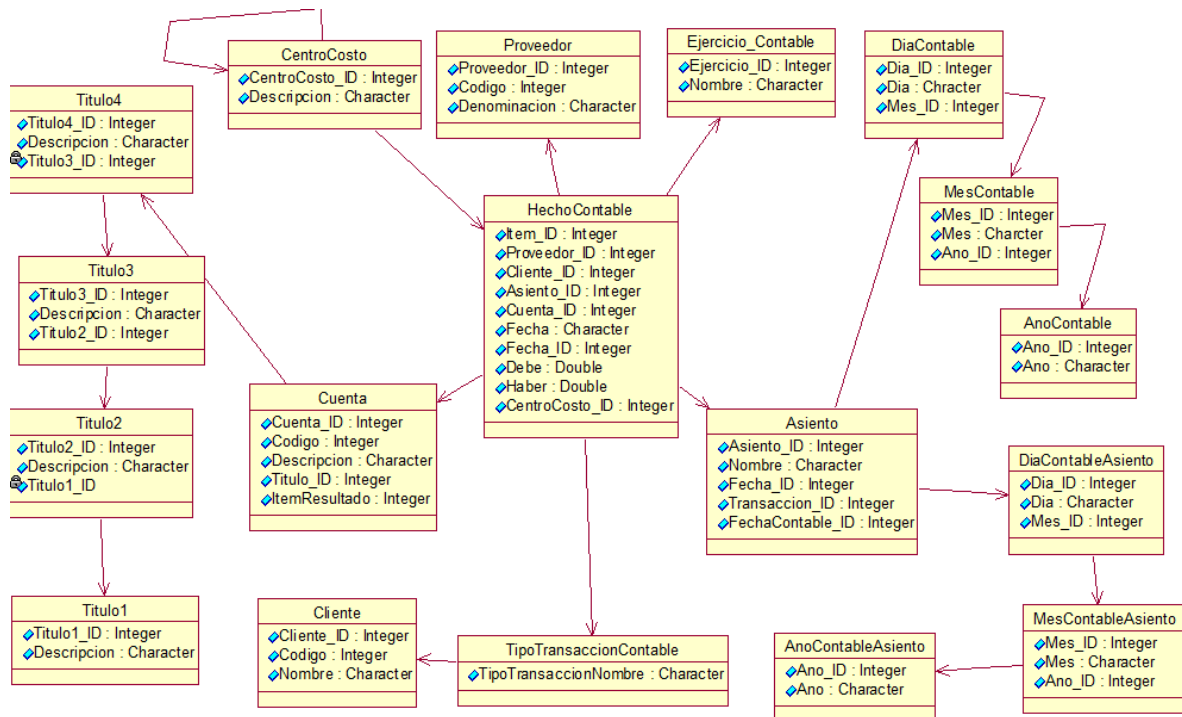 CentroCosto
CentroCosto_ID : Integer
Descripcion : Character
Proveedor
Proveedor_ID : Integer
Codigo : Integer
Denominacion : Character
Ejercicio_Contable
Ejercicio_ID : Integer
Nombre : Character
DiaContable
Dia_ID : Integer
Dia : Chracter
Mes_ID : Integer
Titulo4
Titulo4_ID : Integer
Descripcion : Character
Titulo3_ID : Integer
MesContable
Mes_ID : Integer
Mes : Charcter
Ano_ID : Integer
HechoContable
Item_ID : Integer
Proveedor_ID : Integer
Cliente_ID : Integer
Asiento_ID : Integer
Cuenta_ID : Integer
Fecha : Character
Fecha_ID : Integer
Debe : Double
Haber : Double
CentroCosto_ID : Integer
Titulo3
Titulo3_ID : Integer
Descripcion : Character
Titulo2_ID : Integer
AnoContable
Ano_ID : Integer
Ano : Character
Titulo2
Titulo2_ID : Integer
Descripcion : Character
Titulo1_ID
Cuenta
Cuenta_ID : Integer
Codigo : Integer
Descripcion : Character
Titulo_ID : Integer
ItemResultado : Integer
Asiento
Asiento_ID : Integer
Nombre : Character
Fecha_ID : Integer
Transaccion_ID : Integer
FechaContable_ID : Integer
DiaContableAsiento
Dia_ID : Integer
Dia : Character
Mes_ID : Integer
Titulo1
Titulo1_ID : Integer
Descripcion : Character
Cliente
Cliente_ID : Integer
Codigo : Integer
Nombre : Character
TipoTransaccionContable
TipoTransaccionNombre : Character
AnoContableAsiento
Ano_ID : Integer
Ano : Character
MesContableAsiento
Mes_ID : Integer
Mes : Character
Ano_ID : Integer